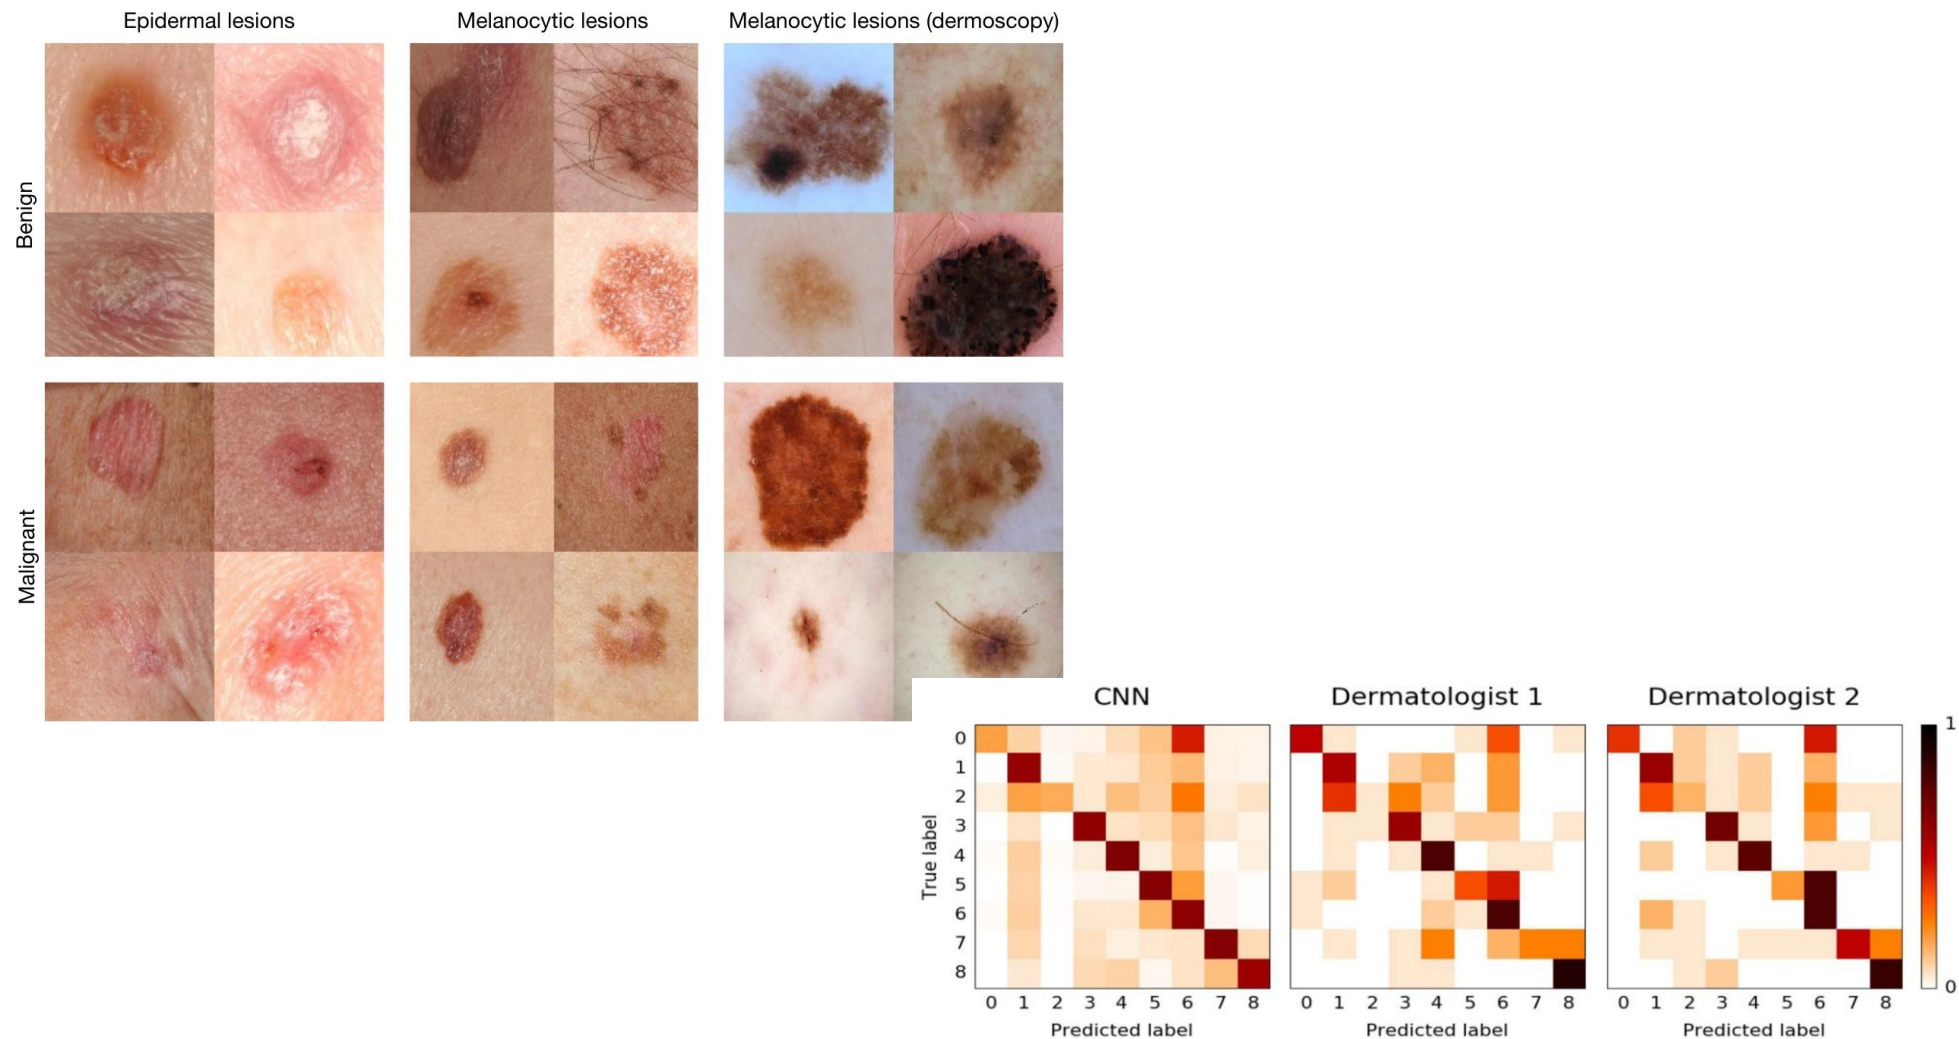 Epidermal lesions
Melanocytic lesions
Melanocytic lesions (dermoscopy)
Benign
Malignant
CNN
Dermatologist 1
Dermatologist 2
True label
0
1
2
3
4
5
6
7
8
0 1 2 3 4 5 6 7 8
0 1 2 3 4 5 6 7 8
0 1 2 3 4 5 6 7 8
Predicted label
Predicted label
Predicted label
1
0